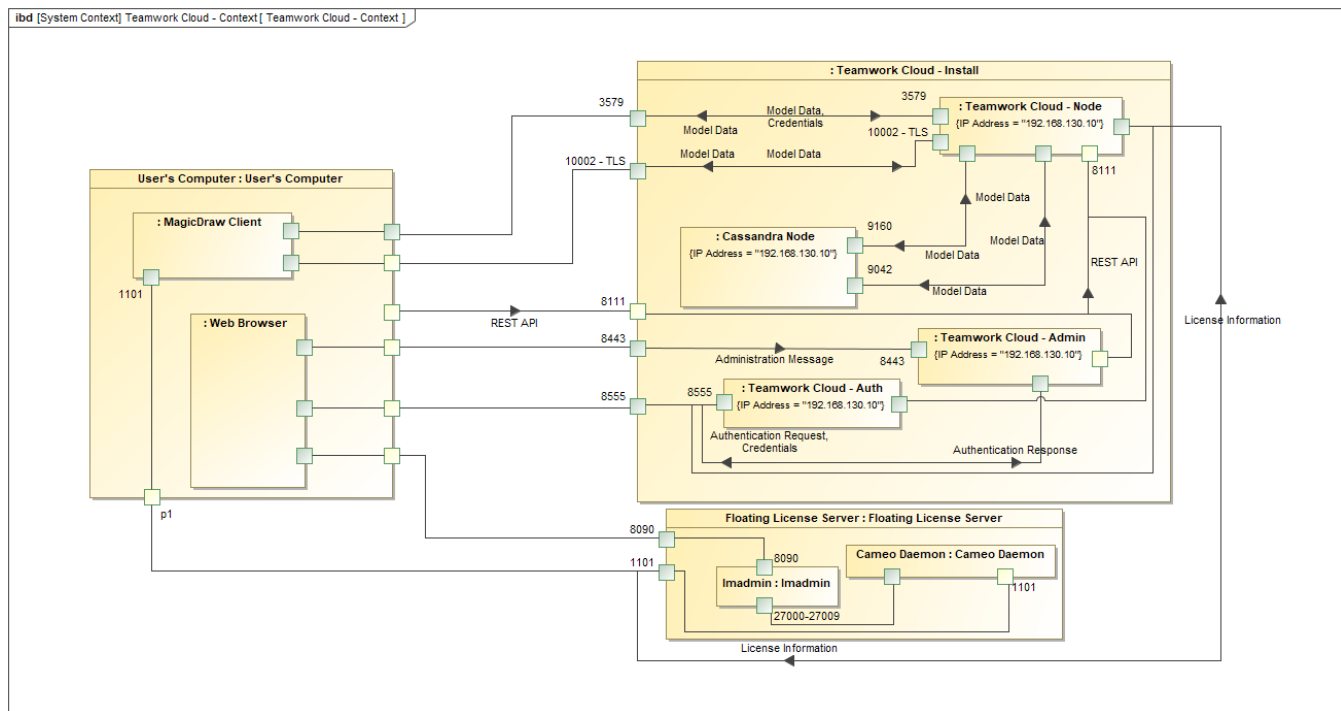 ibd [System Context] Teamwork Cloud - Context [ Teamwork Cloud - Context ]
: Teamwork Cloud - Install
3579
3579
Model Data,
Credentials
Model Data
: Teamwork Cloud - Node
{IP Address = "192.168.130.10"}
10002 - TLS
10002 - TLS
Model Data
Model Data
8111
User's Computer : User's Computer
: MagicDraw Client
1101
Model Data
: Cassandra Node
{IP Address = "192.168.130.10"}
9160
Model Data
Model Data
9042
Model Data
REST API
: Web Browser
8111
REST API
License Information
8443
Administration Message
8443
: Teamwork Cloud - Admin
{IP Address = "192.168.130.10"}
8555
8555
: Teamwork Cloud - Auth
{IP Address = "192.168.130.10"}
Authentication Request,
Credentials
Authentication Response
p1
Floating License Server : Floating License Server
8090
8090
1101
lmadmin : lmadmin
Cameo Daemon : Cameo Daemon
1101
27000-27009
License Information